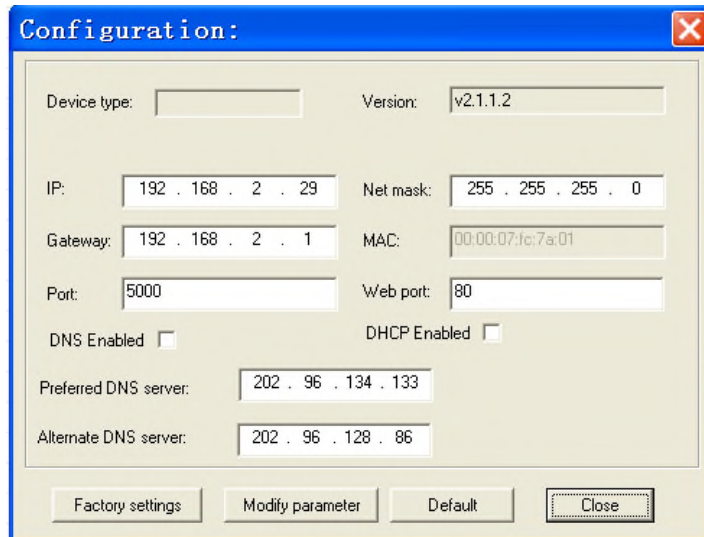 Configuration:
Device type: Version: v2.1.1.2
IP: 192 . 168 . 2 . 29 Net mask: 255 . 255 . 255 . 0
Gateway: 192 . 168 . 2 . 1 MAC: 00:00:07:fc:7a:01
Port: 5000 Web port: 80
DNS Enabled DHCP Enabled
Preferred DNS server: 202 . 96 . 134 . 133
Alternate DNS server: 202 . 96 . 128 . 86
Factory settings Modify parameter Default Close